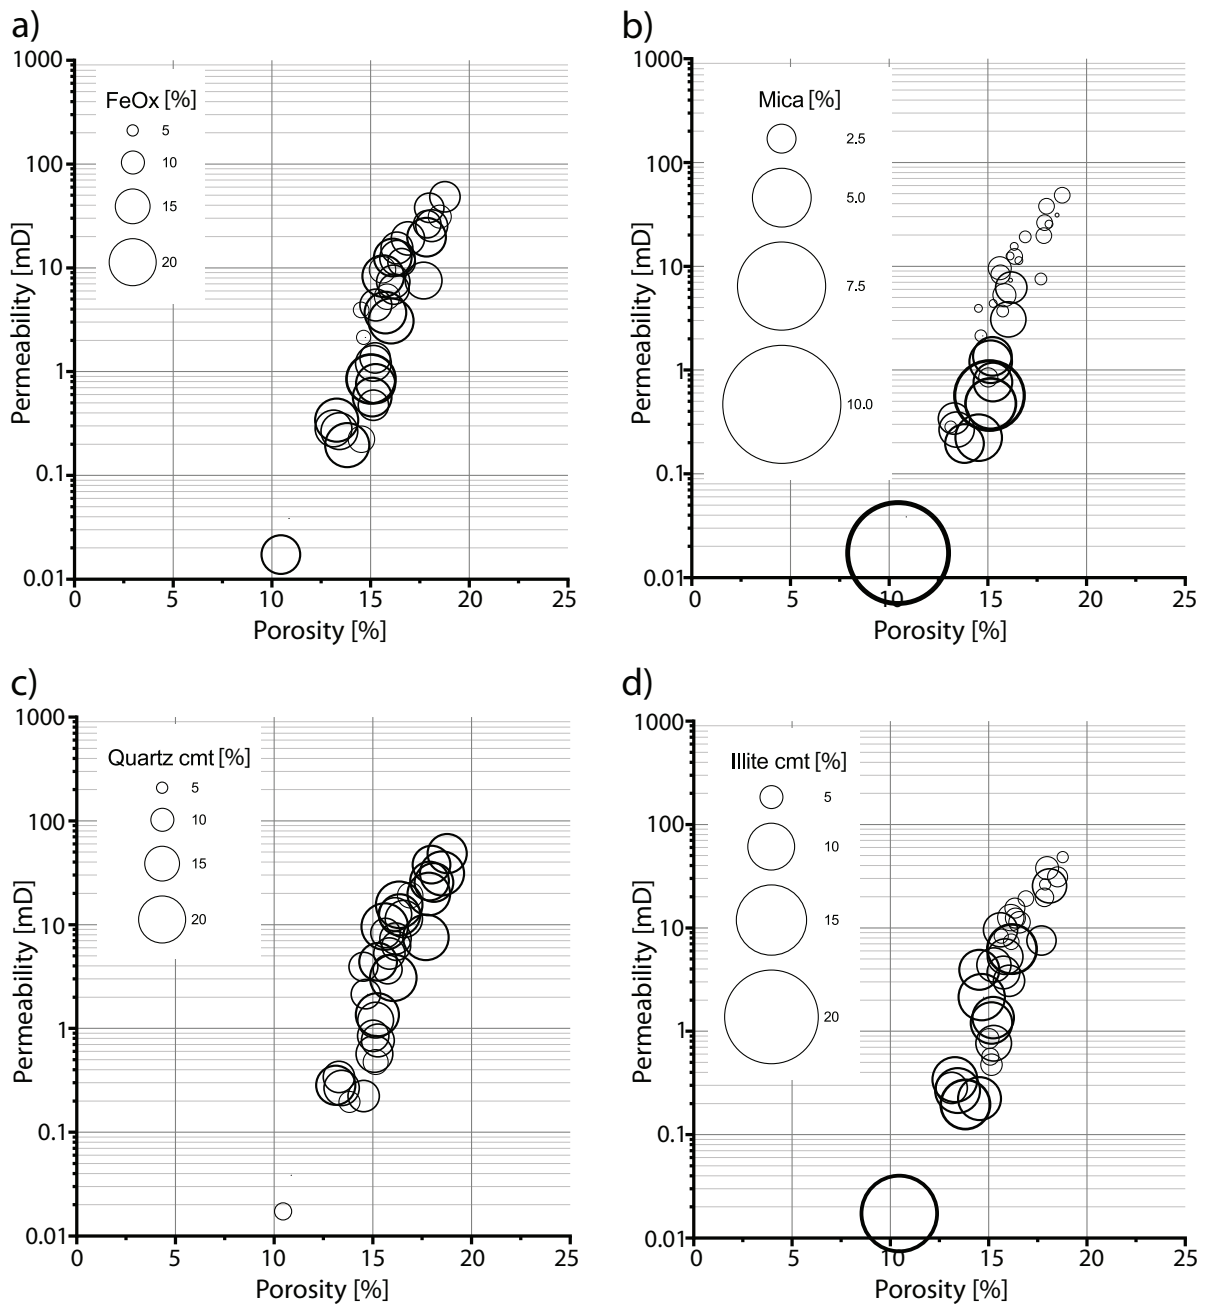 a)
1000
100
10
1
0.1
0.01
Permeability [mD]
FeOx [%]
5
10
15
20
0 5 10 15 20 25
Porosity [%]
b)
1000
100
10
1
0.1
0.01
Permeability [mD]
Mica [%]
2.5
5.0
7.5
10.0
0 5 10 15 20 25
Porosity [%]
c)
1000
100
10
1
0.1
0.01
Permeability [mD]
Quartz cmt [%]
5
10
15
20
0 5 10 15 20 25
Porosity [%]
d)
1000
100
10
1
0.1
0.01
Permeability [mD]
Illite cmt [%]
5
10
15
20
0 5 10 15 20 25
Porosity [%]